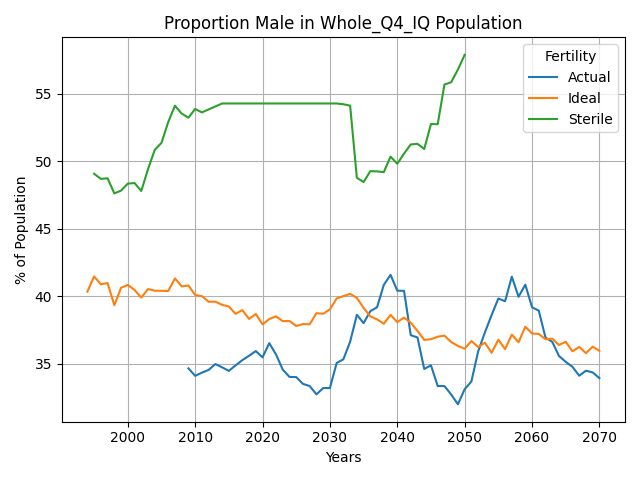 Proportion Male in Whole_Q4_IQ Population
Fertility
Actual
Ideal
Sterile
% of Population
55
50
45
40
35
2000 2010 2020 2030 2040 2050 2060 2070
Years